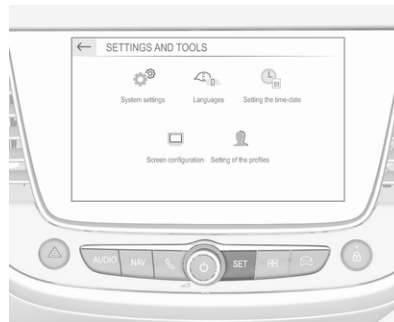 SETTINGS AND TOOLS
System settings
Languages
Setting the time-date
Screen configuration
Setting of the profiles
AUDIO
NAV
SET